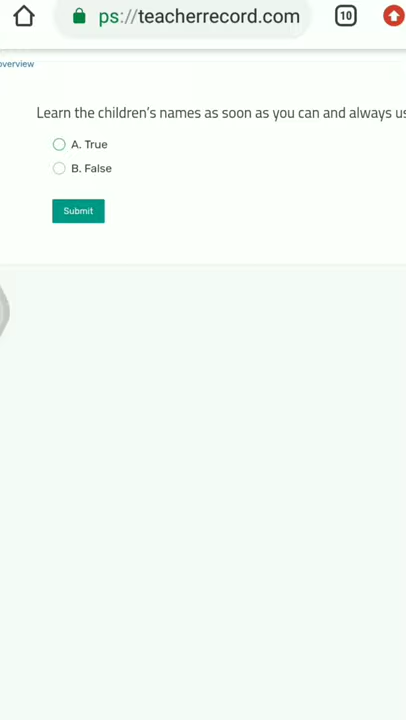 ps://teacherrecord.com
10
overview
Learn the children's names as soon as you can and always us
A. True
B. False
Submit